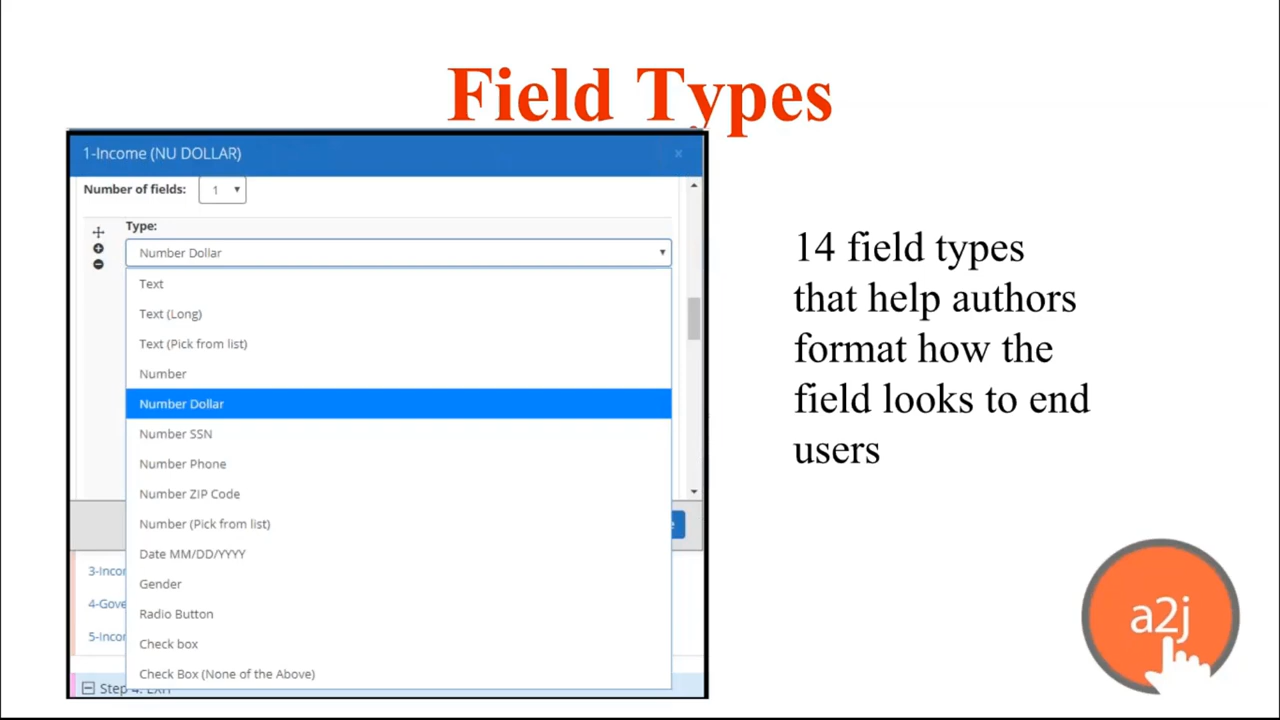 Field Types
1-Income (NU DOLLAR)
Number of fields: 1
Type:
Number Dollar
Text
Text (Long)
Text (Pick from list)
Number
Number Dollar
Number SSN
Number Phone
Number ZIP Code
Number (Pick from list)
Date MM/DD/YYYY
Gender
Radio Button
Check box
Check Box (None of the Above)
3-Incor
4-Gove
5-Incor
14 field types
that help authors
format how the
field looks to end
users
a2j